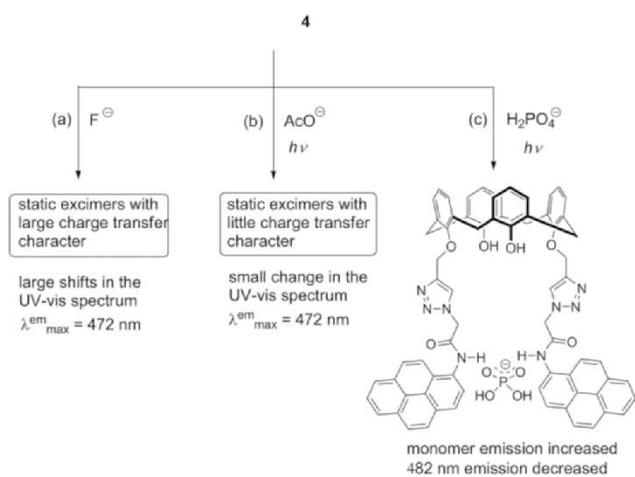 4
(a) F⊖
(b) AcO⊖
hν
(c) H₂PO₄⊖
hν
static excimers with
large charge transfer
character
large shifts in the
UV-vis spectrum
λᵉᵐₘₐₓ = 472 nm
static excimers with
little charge transfer
character
small change in the
UV-vis spectrum
λᵉᵐₘₐₓ = 472 nm
O OH OH O
N N
N=N N=N
O O
N-H H-N
⊖
O O
P
HO OH
monomer emission increased
482 nm emission decreased